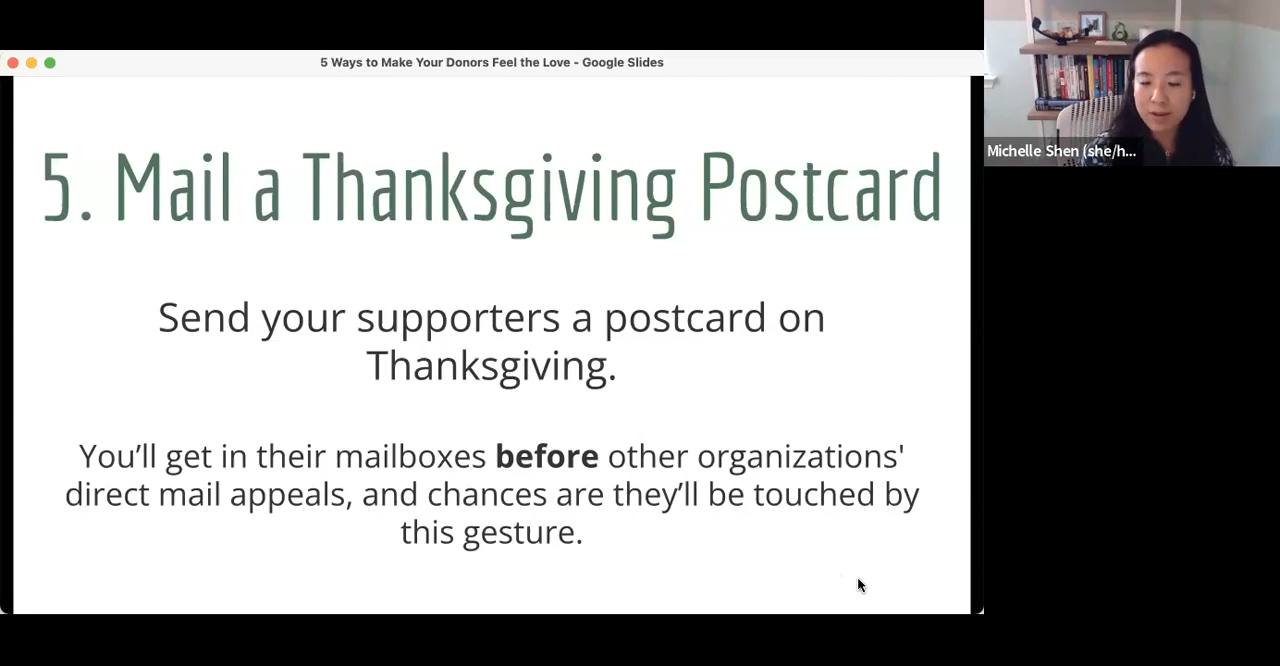 5 Ways to Make Your Donors Feel the Love - Google Slides
5. Mail a Thanksgiving Postcard
Send your supporters a postcard on
Thanksgiving.
You’ll get in their mailboxes before other organizations'
direct mail appeals, and chances are they’ll be touched by
this gesture.
Michelle Shen (she/h...